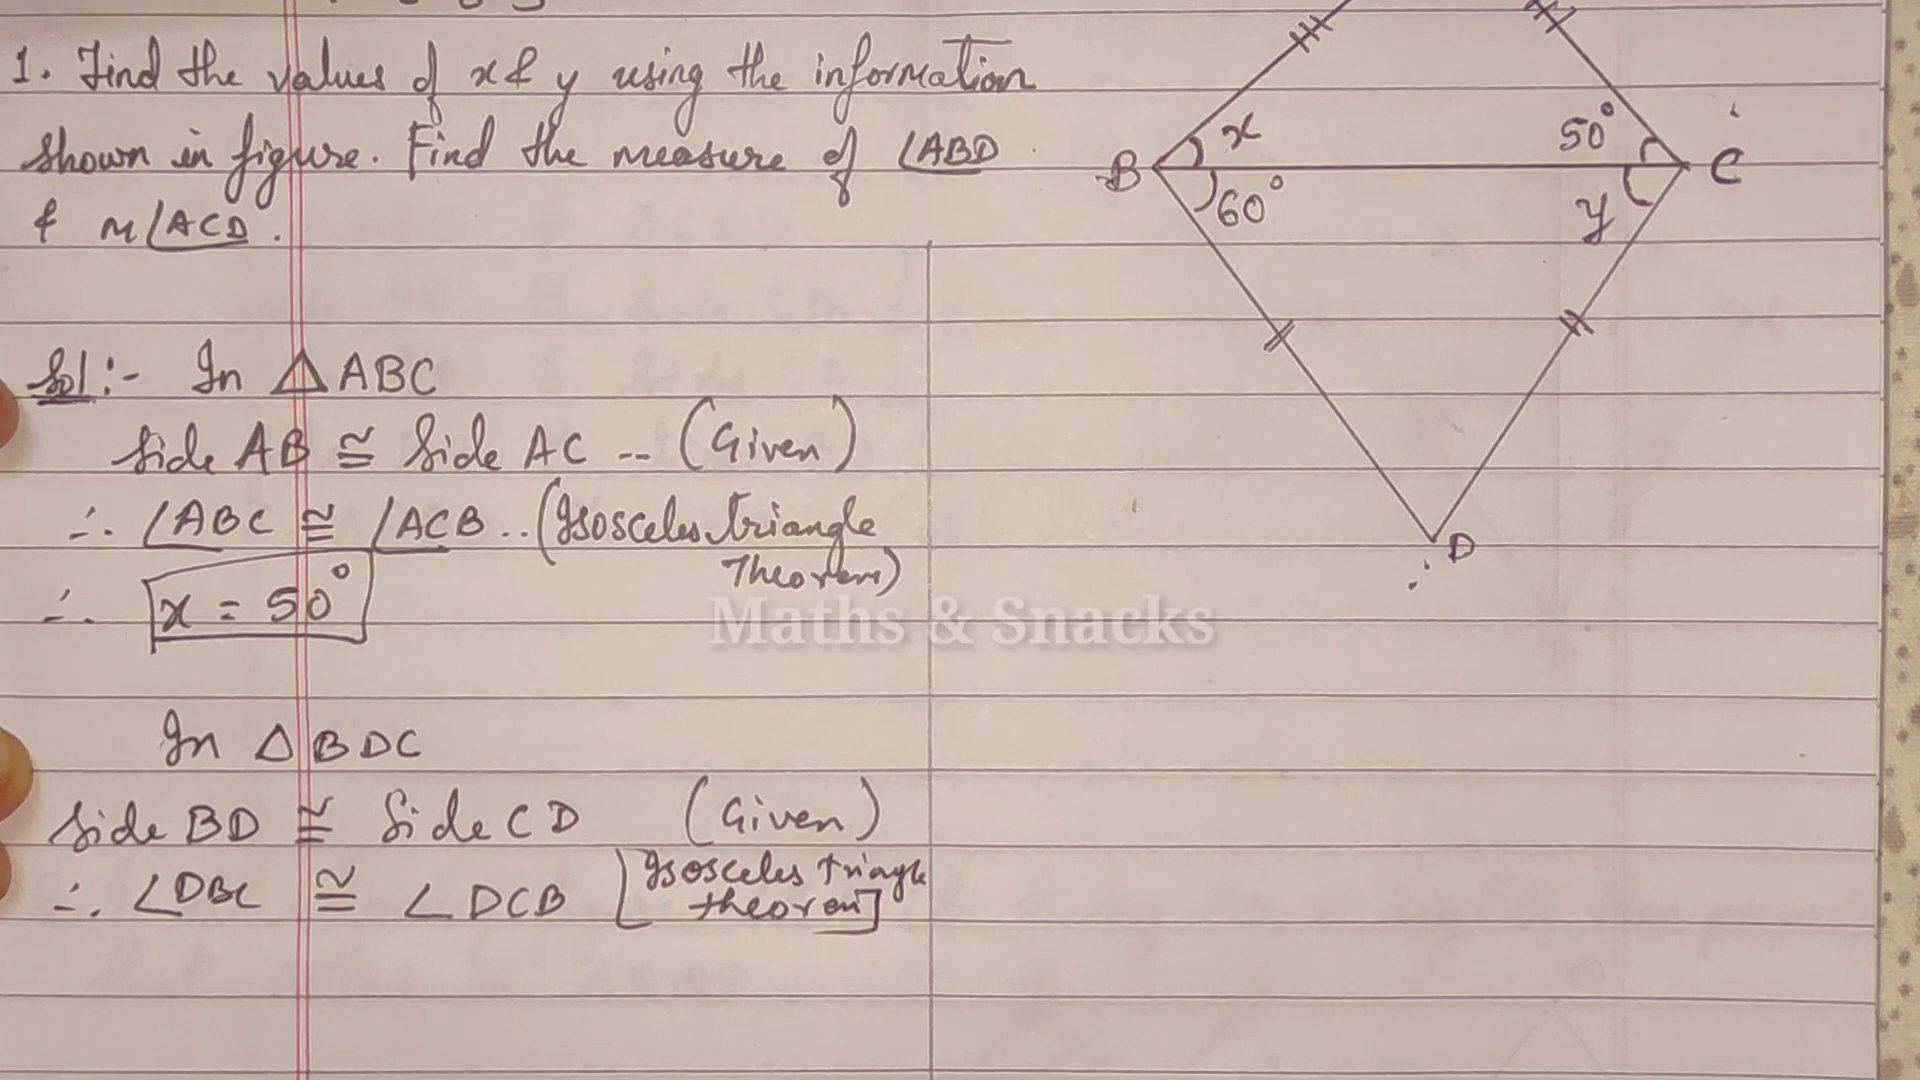 1. Find the values of x & y using the information
shown in figure. Find the measure of ∠ABD
& m∠ACD.
Sol:- In △ABC
Side AB ≅ Side AC -- (Given)
∴ ∠ABC ≅ ∠ACB .. (Isosceles triangle
Theorem)
∴ x = 50°
In △BDC
Side BD ≅ Side CD (Given)
∴ ∠DBC ≅ ∠DCB [Isosceles triangle
theorem]
x
50°
B
C
60°
y
D
Maths & Snacks